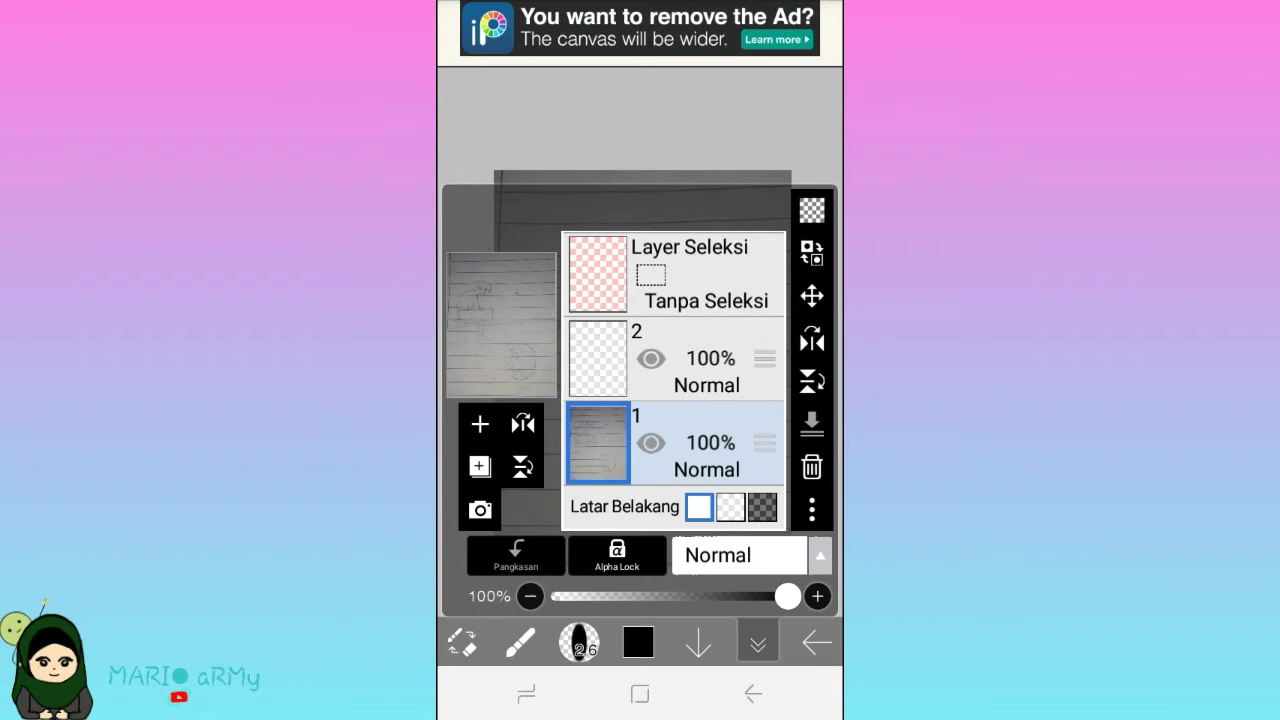 iP
You want to remove the Ad?
The canvas will be wider.
Learn more
Layer Seleksi
Tanpa Seleksi
2
100%
Normal
1
100%
Normal
Latar Belakang
Pangkasan
α
Alpha Lock
Normal
100%
26
MARIO aRMy